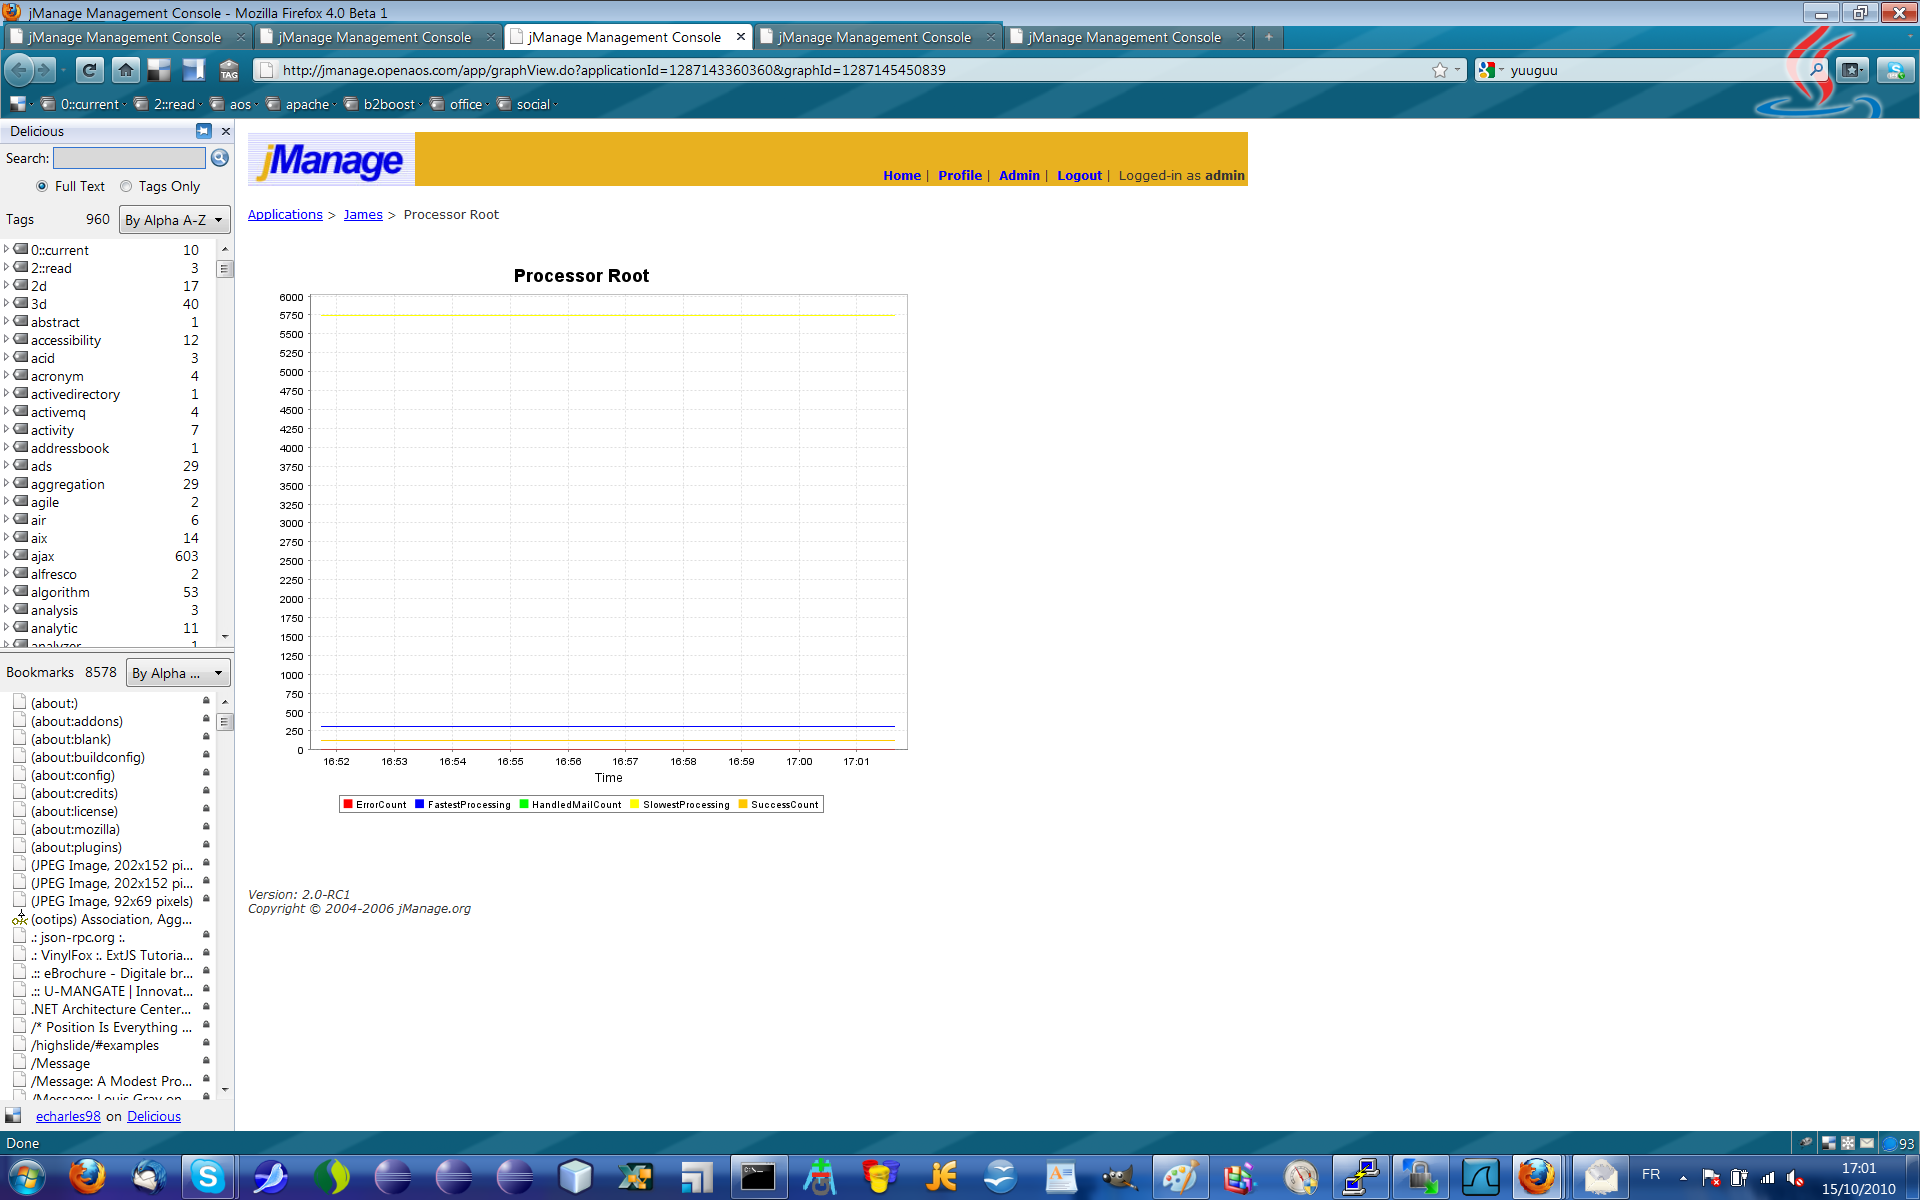 jManage Management Console - Mozilla Firefox 4.0 Beta 1
jManage Management Console
jManage Management Console
jManage Management Console
jManage Management Console
jManage Management Console
TAG
http://jmanage.openaos.com/app/graphView.do?applicationId=1287143360360&graphId=1287145450839
yuuguu
0::current
2::read
aos
apache
b2boost
office
social
Delicious
Search:
Full Text
Tags Only
Tags 960 By Alpha A-Z
0::current 10
2::read 3
2d 17
3d 40
abstract 1
accessibility 12
acid 3
acronym 4
activedirectory 1
activemq 4
activity 7
addressbook 1
ads 29
aggregation 29
agile 2
air 6
aix 14
ajax 603
alfresco 2
algorithm 53
analysis 3
analytic 11
analyzer 1
Bookmarks 8578 By Alpha ...
(about:)
(about:addons)
(about:blank)
(about:buildconfig)
(about:config)
(about:credits)
(about:license)
(about:mozilla)
(about:plugins)
(JPEG Image, 202x152 pi...
(JPEG Image, 202x152 pi...
(JPEG Image, 92x69 pixels)
(ootips) Association, Agg...
.: json-rpc.org :.
.: VinylFox :. ExtJS Tutoria...
.:: eBrochure - Digitale br...
.:: U-MANGATE | Innovat...
.NET Architecture Center...
/* Position Is Everything ...
/highslide/#examples
/Message
/Message: A Modest Pro...
/Message: Louis Gray on
echarles98 on Delicious
jManage
Home | Profile | Admin | Logout | Logged-in as admin
Applications > James > Processor Root
Processor Root
6000
5750
5500
5250
5000
4750
4500
4250
4000
3750
3500
3250
3000
2750
2500
2250
2000
1750
1500
1250
1000
750
500
250
0
16:52 16:53 16:54 16:55 16:56 16:57 16:58 16:59 17:00 17:01
Time
ErrorCount FastestProcessing HandledMailCount SlowestProcessing SuccessCount
Version: 2.0-RC1
Copyright © 2004-2006 jManage.org
Done
93
FR
17:01
15/10/2010